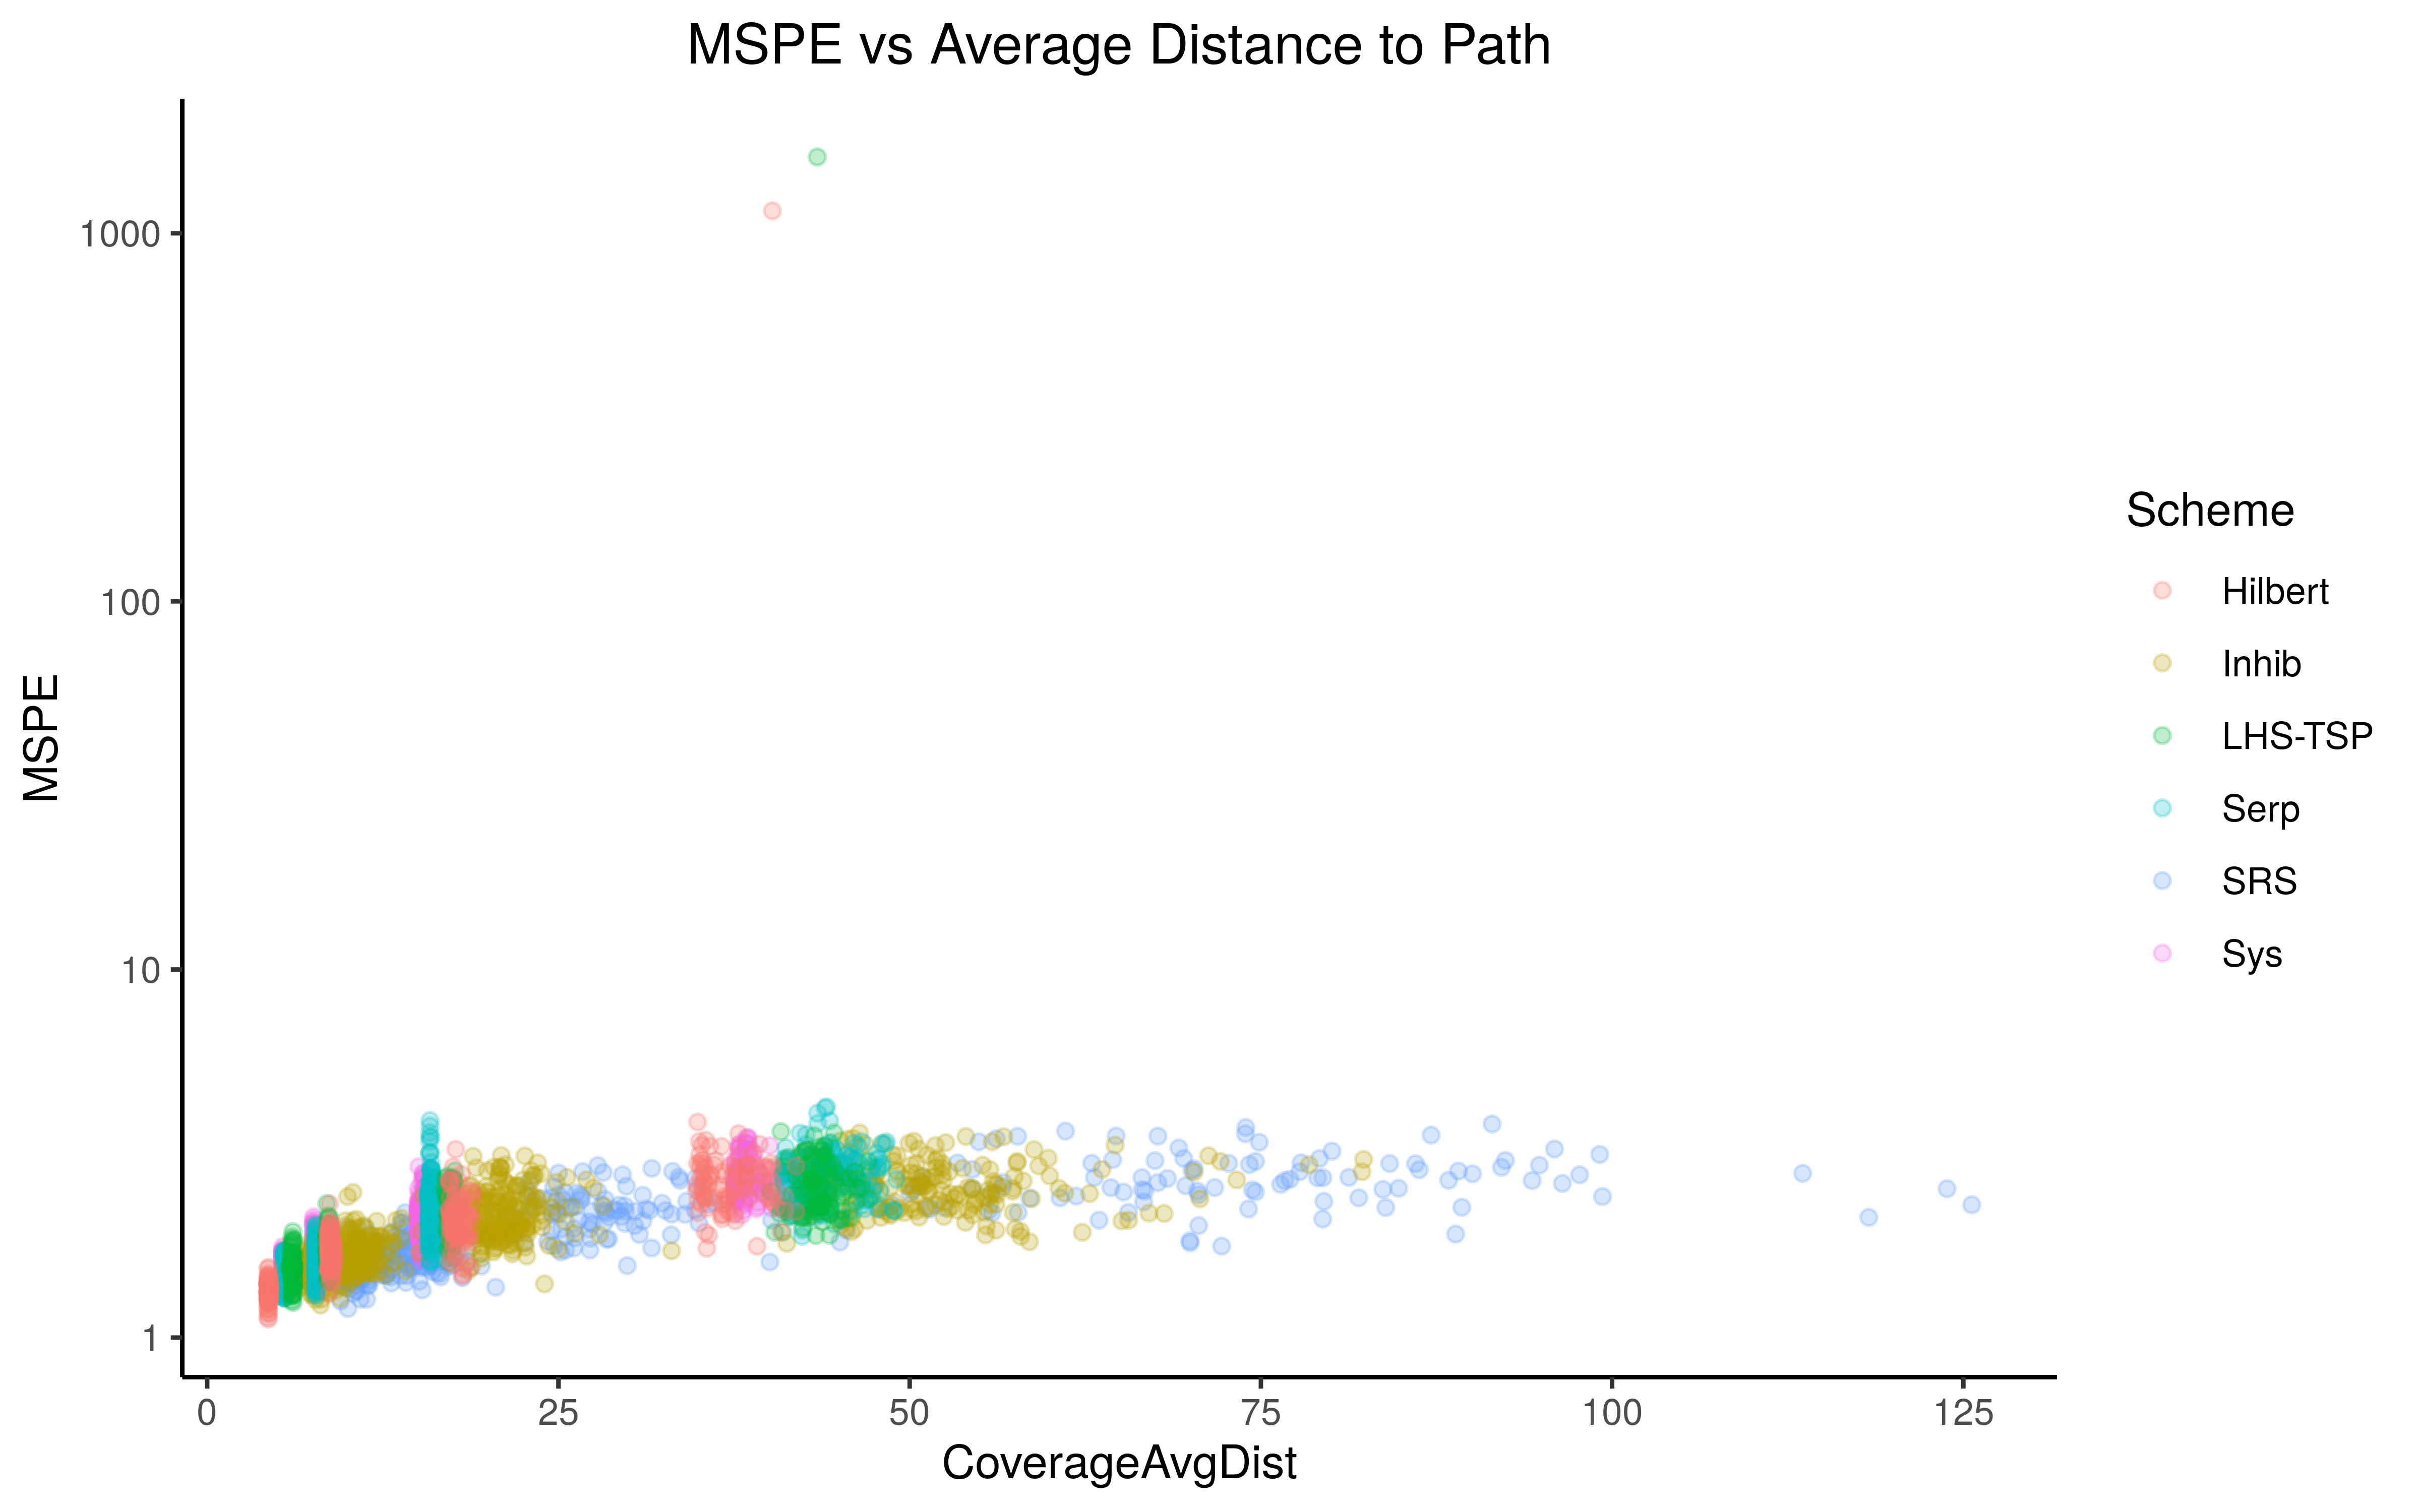 MSPE vs Average Distance to Path
MSPE
1000
100
10
1
0 25 50 75 100 125
CoverageAvgDist
Scheme
Hilbert
Inhib
LHS-TSP
Serp
SRS
Sys